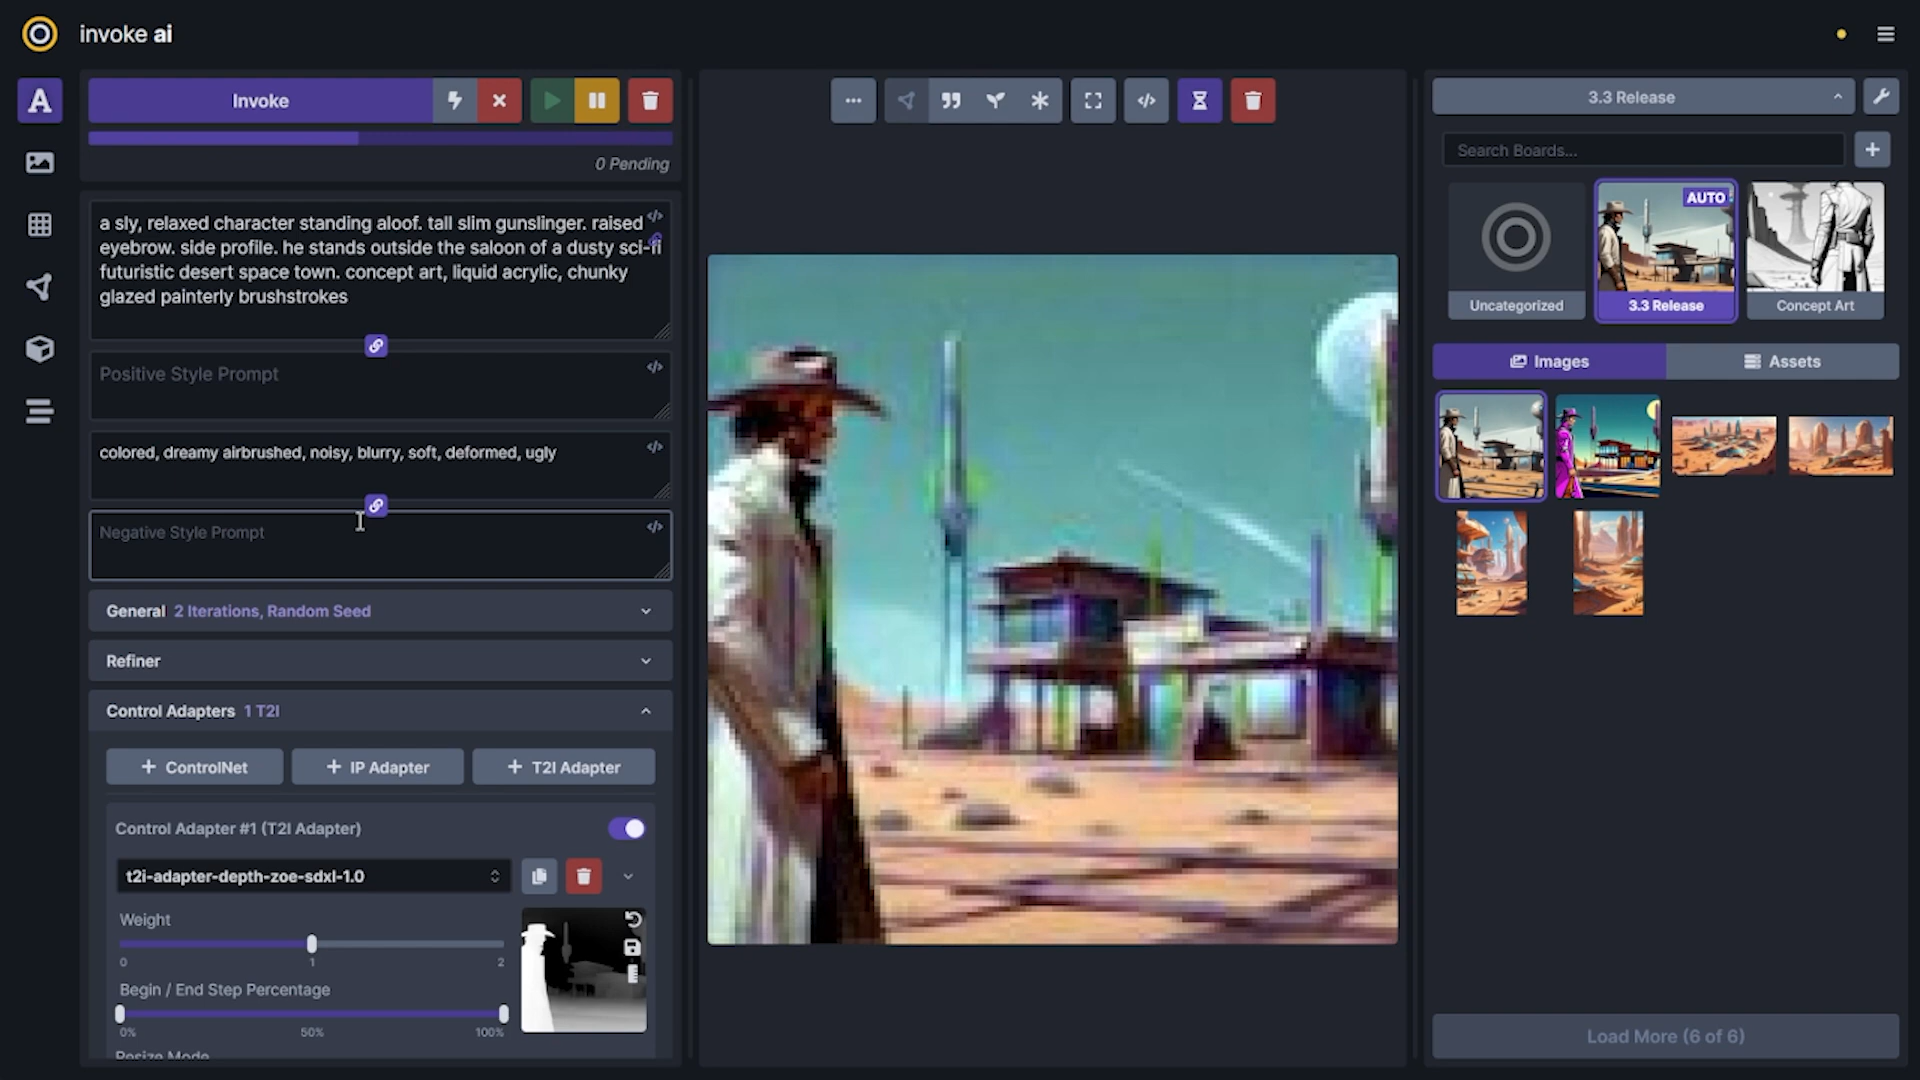 invoke ai
Invoke
0 Pending
a sly, relaxed character standing aloof. tall slim gunslinger. raised
eyebrow. side profile. he stands outside the saloon of a dusty sci-fi
futuristic desert space town. concept art, liquid acrylic, chunky
glazed painterly brushstrokes
Positive Style Prompt
colored, dreamy airbrushed, noisy, blurry, soft, deformed, ugly
Negative Style Prompt
General 2 Iterations, Random Seed
Refiner
Control Adapters 1 T2I
+ ControlNet
+ IP Adapter
+ T2I Adapter
Control Adapter #1 (T2I Adapter)
t2i-adapter-depth-zoe-sdxl-1.0
Weight
0 1 2
Begin / End Step Percentage
0% 50% 100%
Resize Mode
3.3 Release
Search Boards...
AUTO
Uncategorized
3.3 Release
Concept Art
Images
Assets
Load More (6 of 6)